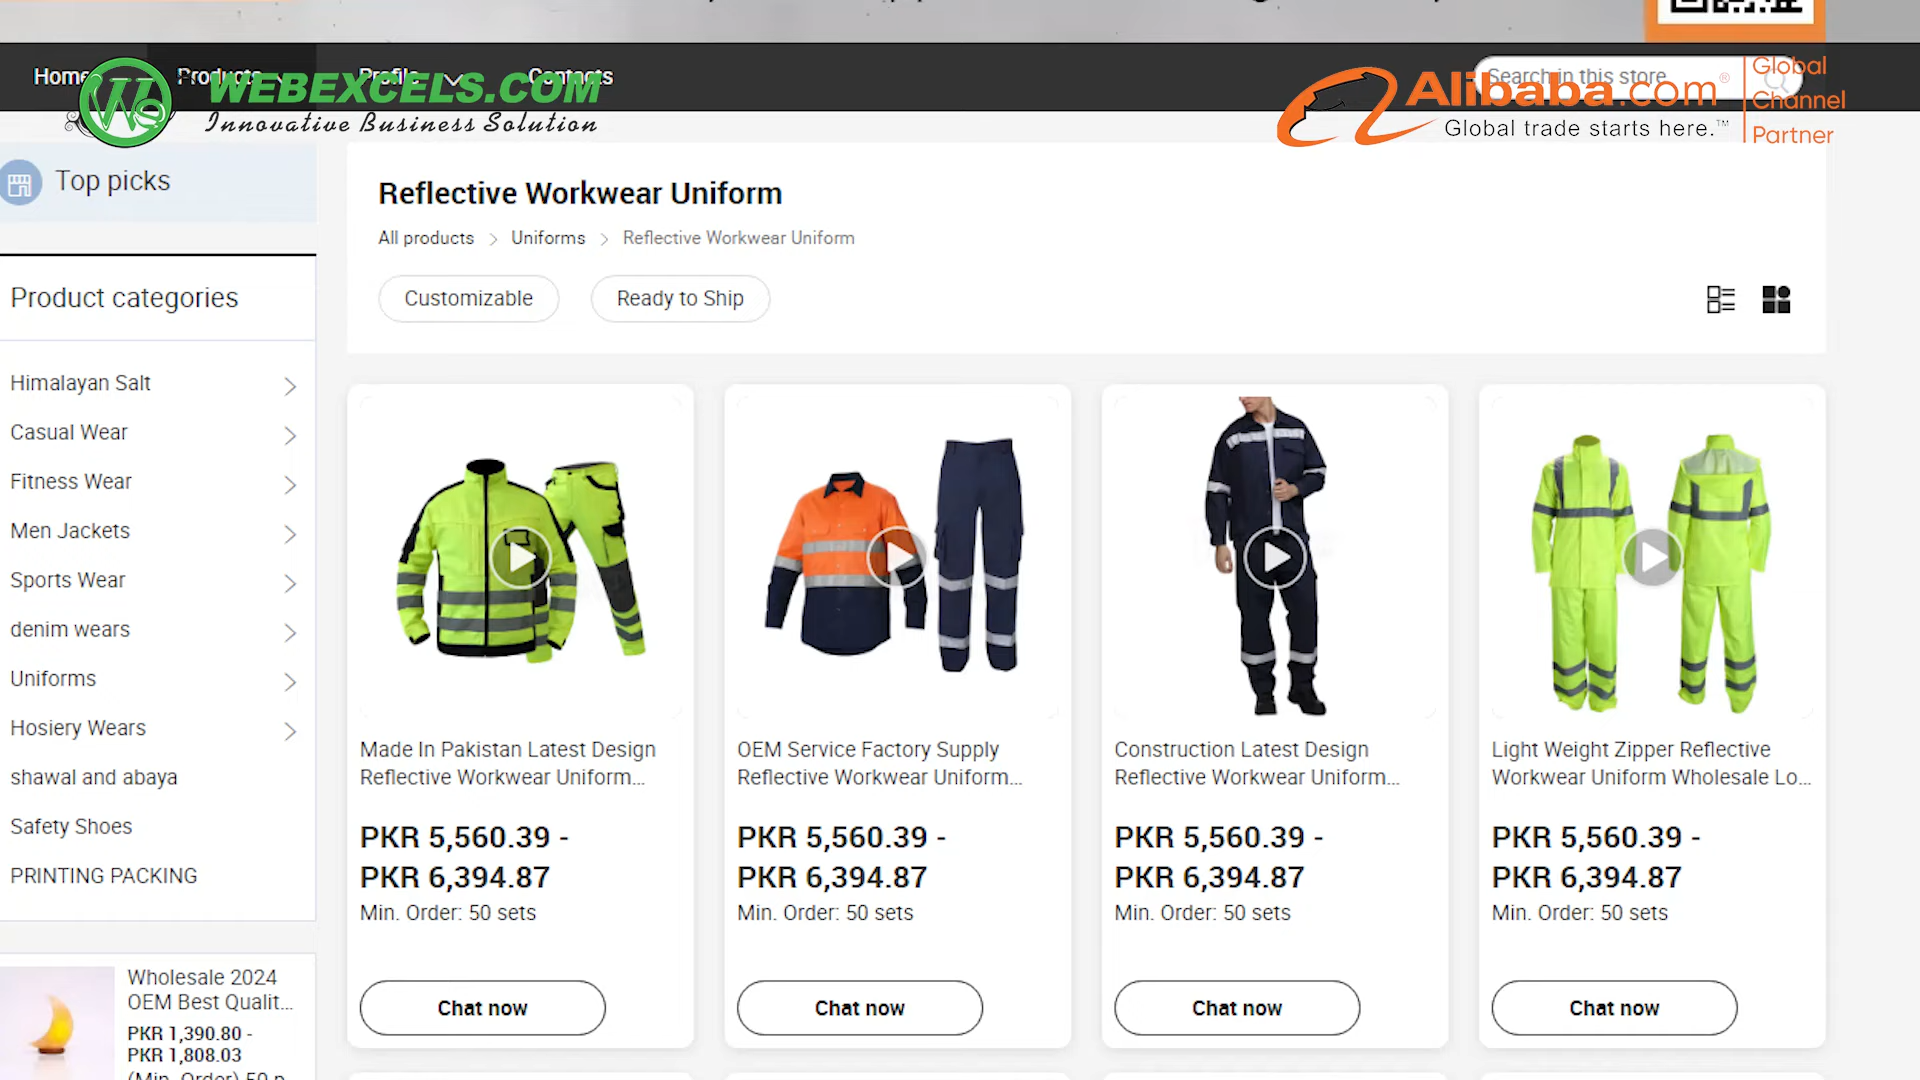 Home
Products
Profile
Contacts
Search in this store
WEBEXCELS.COM
Innovative Business Solution
Alibaba.com®
Global trade starts here.™
Global
Channel
Partner
Top picks
Product categories
Himalayan Salt
Casual Wear
Fitness Wear
Men Jackets
Sports Wear
denim wears
Uniforms
Hosiery Wears
shawal and abaya
Safety Shoes
PRINTING PACKING
Wholesale 2024
OEM Best Qualit...
PKR 1,390.80 -
PKR 1,808.03
(Min. Order) 50 p
Reflective Workwear Uniform
All products > Uniforms > Reflective Workwear Uniform
Customizable
Ready to Ship
Made In Pakistan Latest Design
Reflective Workwear Uniform...
PKR 5,560.39 -
PKR 6,394.87
Min. Order: 50 sets
Chat now
OEM Service Factory Supply
Reflective Workwear Uniform...
PKR 5,560.39 -
PKR 6,394.87
Min. Order: 50 sets
Chat now
Construction Latest Design
Reflective Workwear Uniform...
PKR 5,560.39 -
PKR 6,394.87
Min. Order: 50 sets
Chat now
Light Weight Zipper Reflective
Workwear Uniform Wholesale Lo...
PKR 5,560.39 -
PKR 6,394.87
Min. Order: 50 sets
Chat now